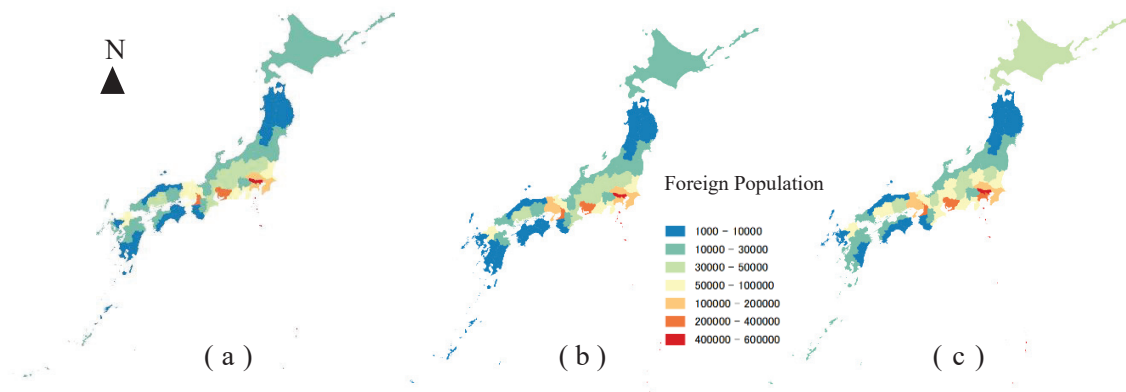 N
Foreign Population
1000 - 10000
10000 - 30000
30000 - 50000
50000 - 100000
100000 - 200000
200000 - 400000
400000 - 600000
( a )
( b )
( c )